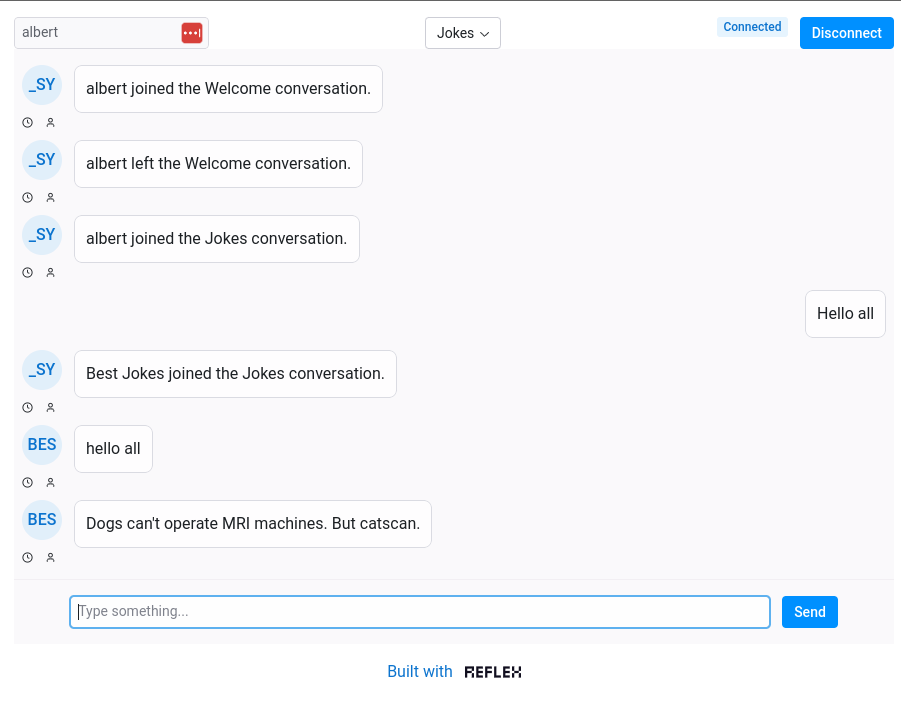 albert
Jokes
Connected
Disconnect
_SY
albert joined the Welcome conversation.
_SY
albert left the Welcome conversation.
_SY
albert joined the Jokes conversation.
Hello all
_SY
Best Jokes joined the Jokes conversation.
BES
hello all
BES
Dogs can't operate MRI machines. But catscan.
Type something...
Send
Built with REFLEX